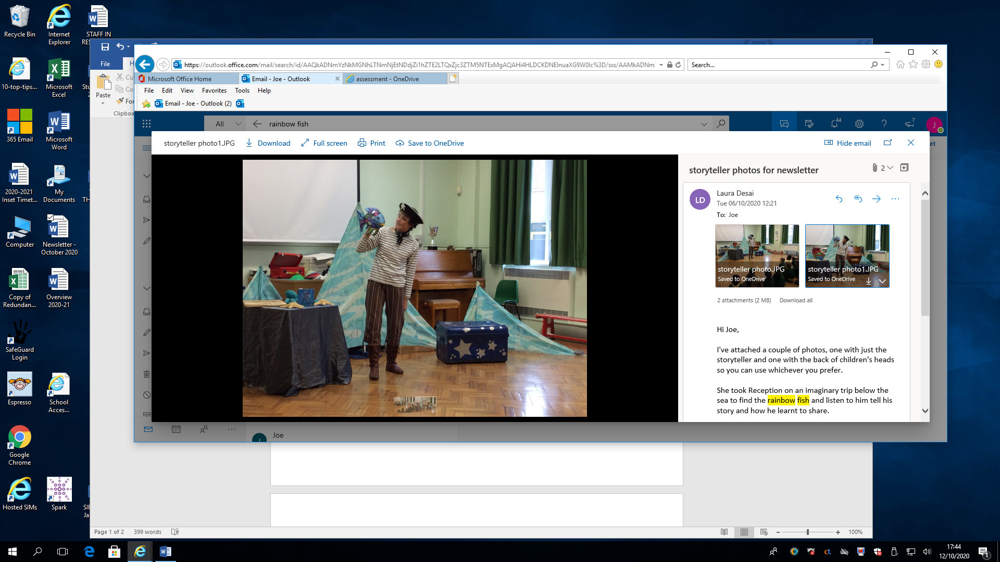 Recycle Bin
Internet Explorer
STAFF IN
10-top-tips...
Microsoft Excel
365 Email
Microsoft Word
2020-2021 Inset Timet...
My Documents
Computer
Newsletter - October 2020
Copy of Redundan...
Overview 2020-21
SafeGuard Login
Espresso
School Acces...
Google Chrome
Hosted SIMs
Spark
File
Paste
Clipboa
https://outlook.office.com/mail/search/id/AAQkADNmYzNkMGNhLTNmNjEtNDdjZi1hZTE2LTQxZjc3ZTM5NTExMgAQAHi4HLDCKDNEInuaXG9W0Ic%3D/sxs/AAMkADNm
Search...
Microsoft Office Home
Email - Joe - Outlook
assessment - OneDrive
File Edit View Favorites Tools Help
Email - Joe - Outlook (2)
All
rainbow fish
44
7
J
storyteller photo1.JPG
Download
Full screen
Print
Save to OneDrive
Hide email
storyteller photos for newsletter
2
LD
Laura Desai
Tue 06/10/2020 12:21
To: Joe
storyteller photo.JPG
Saved to OneDrive
storyteller photo1.JPG
Saved to OneDrive
2 attachments (2 MB) Download all
Hi Joe,
I've attached a couple of photos, one with just the
storyteller and one with the back of children's heads
so you can use whichever you prefer.
She took Reception on an imaginary trip below the
sea to find the rainbow fish and listen to him tell his
story and how he learnt to share.
Joe
Page 1 of 2 399 words
100%
17:44
12/10/2020
1